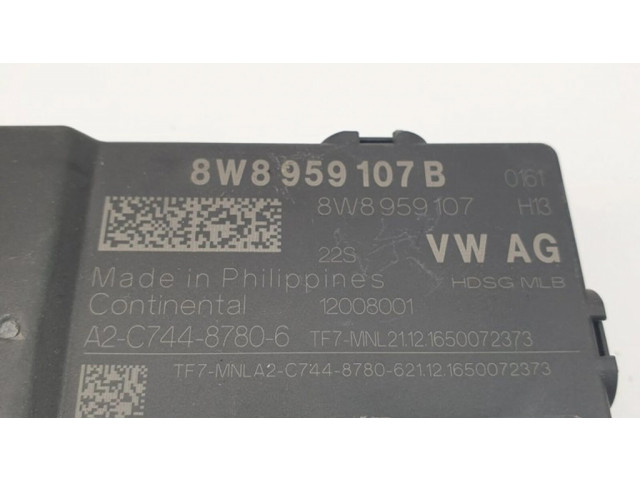 8W8 959 107 B 0161
8W8 959 107 H13
22S VW AG
Made in Philippines HDSG MLB
Continental 12008001
A2-C744-8780-6 TF7-MNL21.12.1650072373
TF7-MNLA2-C744-8780-621.12.1650072373